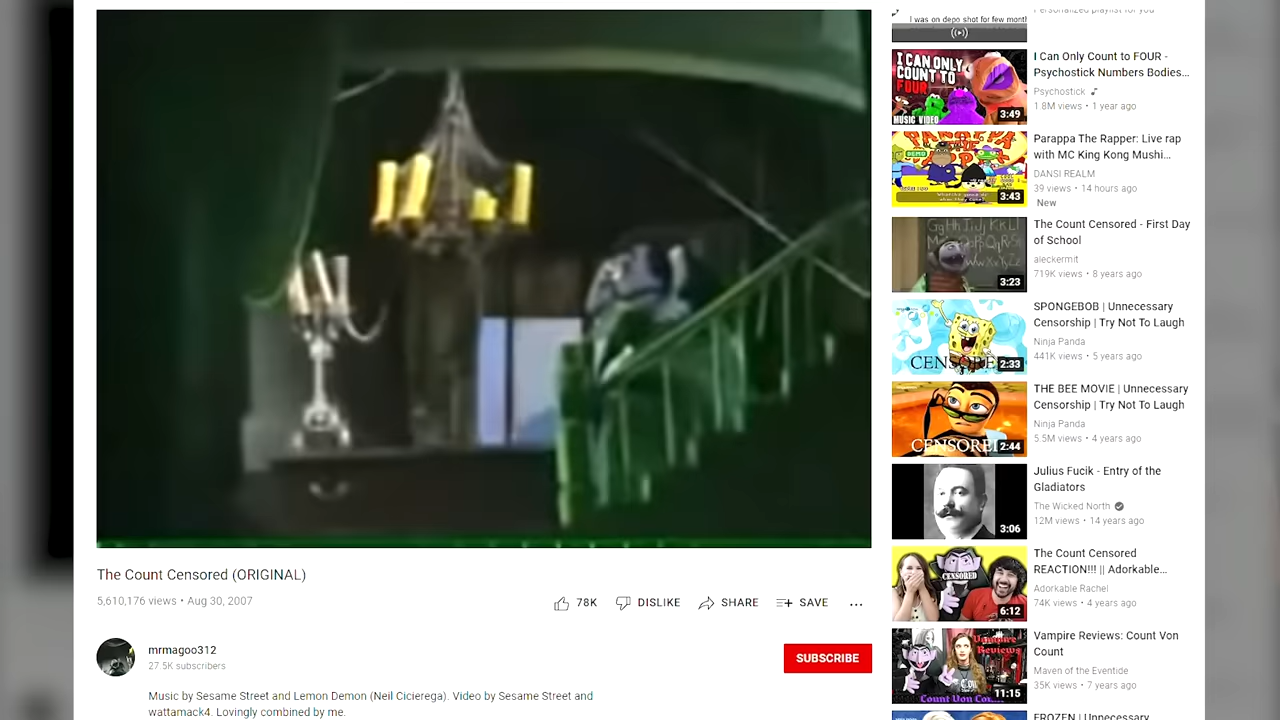 The Count Censored (ORIGINAL)
5,610,176 views • Aug 30, 2007
78K
DISLIKE
SHARE
SAVE
mrmagoo312
27.5K subscribers
SUBSCRIBE
Music by Sesame Street and Lemon Demon (Neil Cicierega). Video by Sesame Street and
by me.
I was on depo shot for few month
Personalized playlist for you
I CAN ONLY
COUNT TO
FOUR
MUSIC VIDEO
3:49
I Can Only Count to FOUR -
Psychostick Numbers Bodies...
Psychostick
1.8M views • 1 year ago
DEMO
3:43
Parappa The Rapper: Live rap
with MC King Kong Mushi...
DANSI REALM
39 views • 14 hours ago
New
3:23
The Count Censored - First Day
of School
aleckermit
719K views • 8 years ago
CENSORED
2:33
SPONGEBOB | Unnecessary
Censorship | Try Not To Laugh
Ninja Panda
441K views • 5 years ago
CENSORED
2:44
THE BEE MOVIE | Unnecessary
Censorship | Try Not To Laugh
Ninja Panda
5.5M views • 4 years ago
3:06
Julius Fucik - Entry of the
Gladiators
The Wicked North
12M views • 14 years ago
CENSORED
6:12
The Count Censored
REACTION!!! || Adorkable...
Adorkable Rachel
74K views • 4 years ago
Vampire
Reviews:
Count Von Cou
11:15
Vampire Reviews: Count Von
Count
Maven of the Eventide
35K views • 7 years ago
FROZEN | Unnecessary